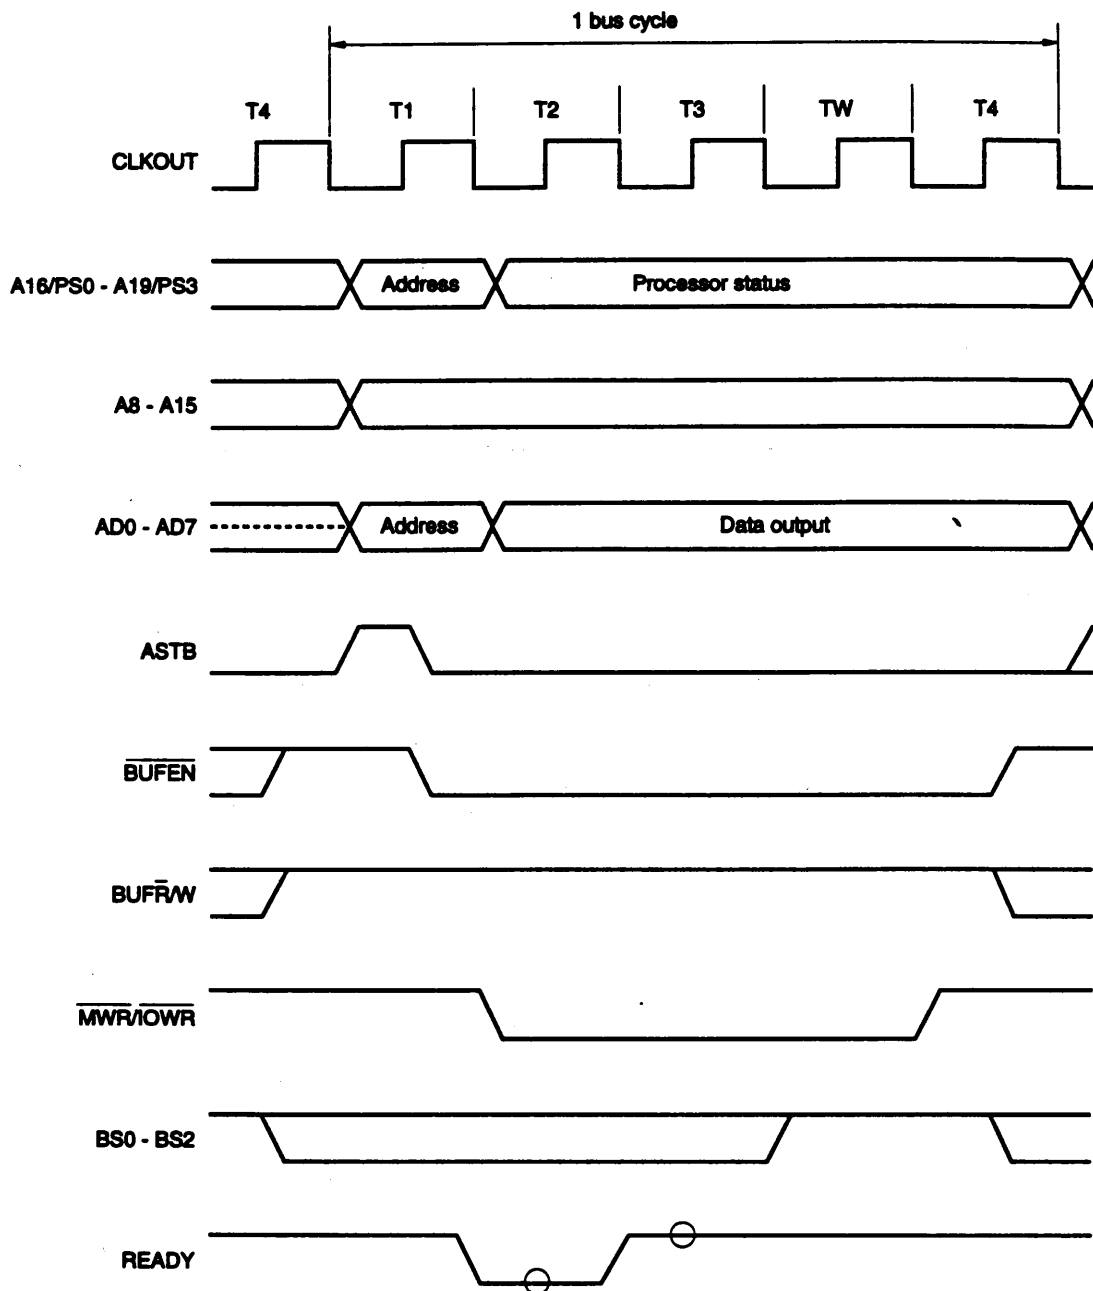 1 bus cycle
T4 T1 T2 T3 TW T4
CLKOUT
A16/PS0 - A19/PS3 Address Processor status
A8 - A15
AD0 - AD7 Address Data output
ASTB
BUFEN
BUFR/W
MWR/IOWR
BS0 - BS2
READY